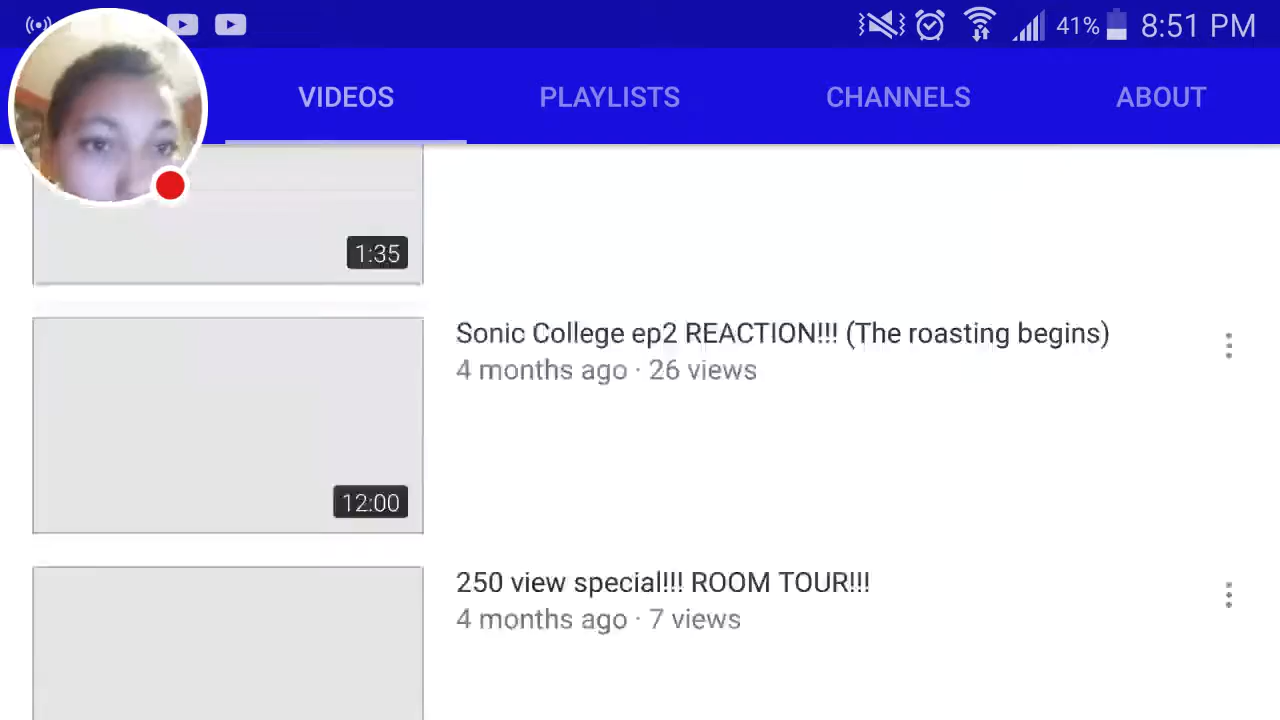 41% 8:51 PM
VIDEOS PLAYLISTS CHANNELS ABOUT
1:35
Sonic College ep2 REACTION!!! (The roasting begins)
4 months ago · 26 views
12:00
250 view special!!! ROOM TOUR!!!
4 months ago · 7 views